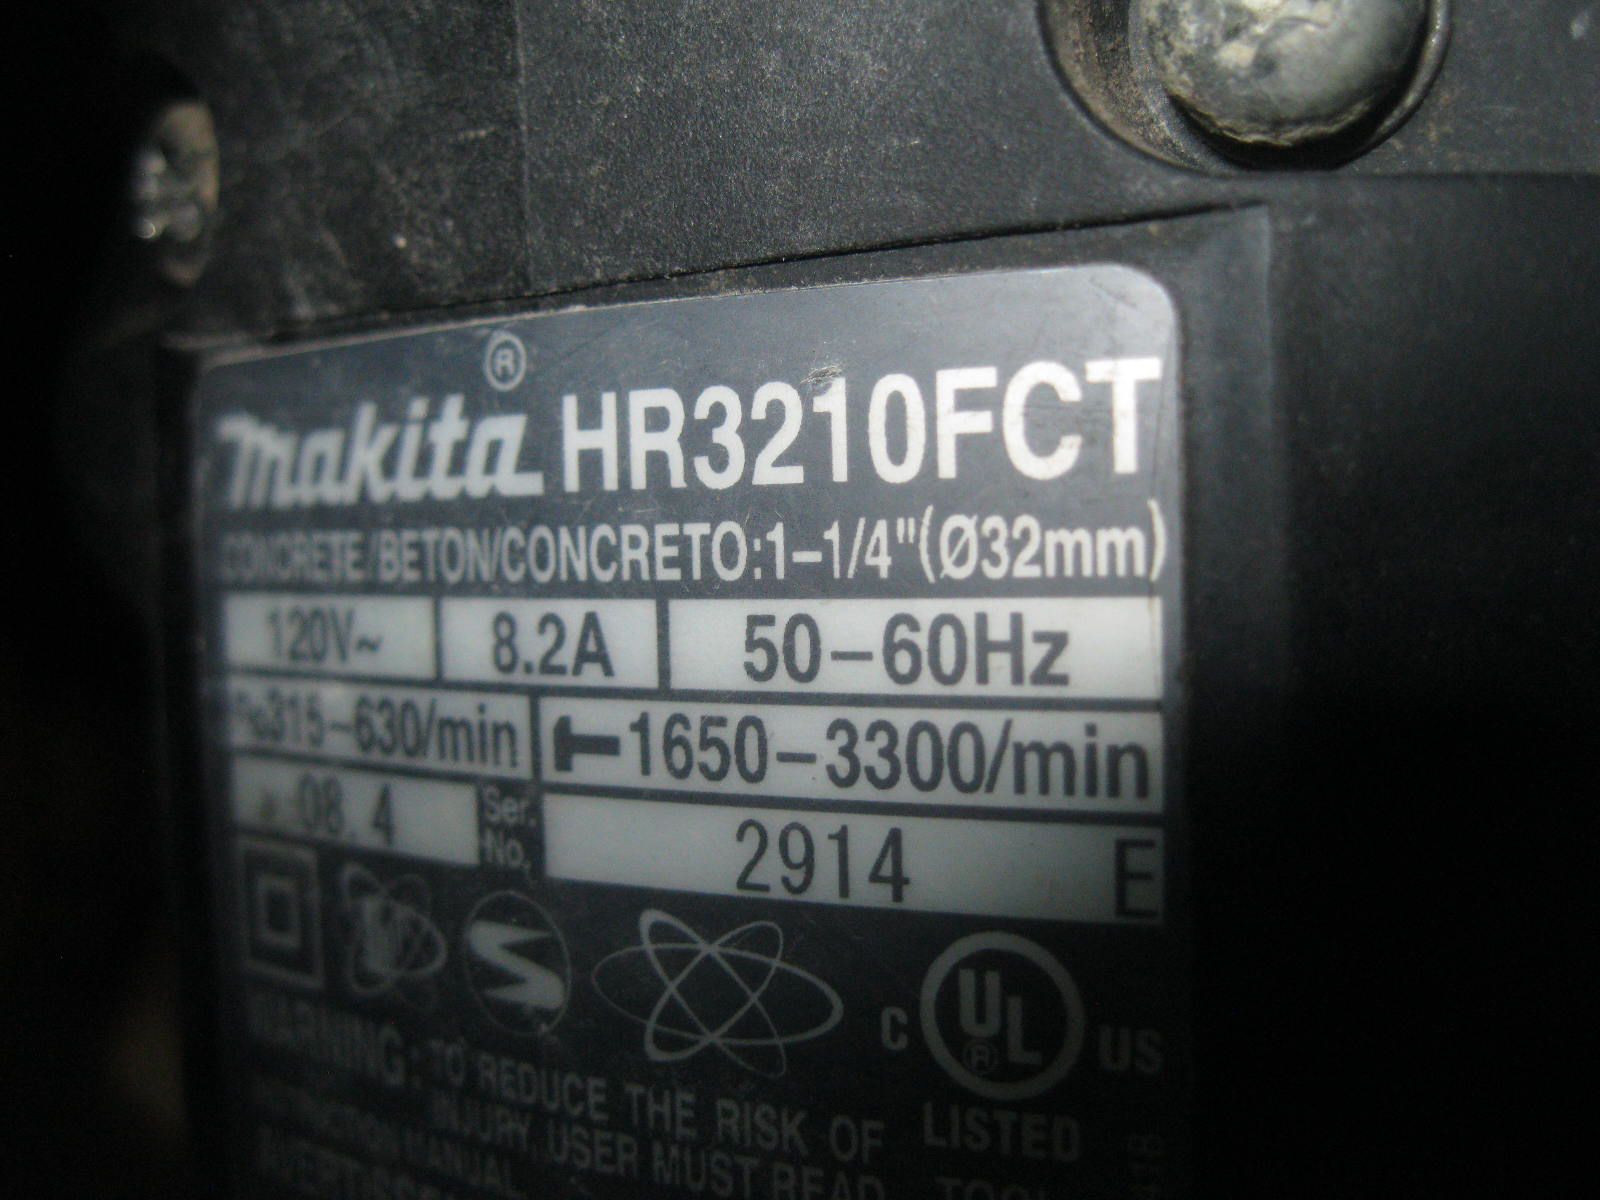 makita® HR3210FCT
CONCRETE/BETON/CONCRETO:1-1/4"(Ø32mm)
120V~ 8.2A 50-60Hz
315-630/min 1650-3300/min
08.4 Ser. No. 2914 E
C UL® US
WARNING: TO REDUCE THE RISK OF LISTED
INJURY, USER MUST READ
INSTRUCTION MANUAL